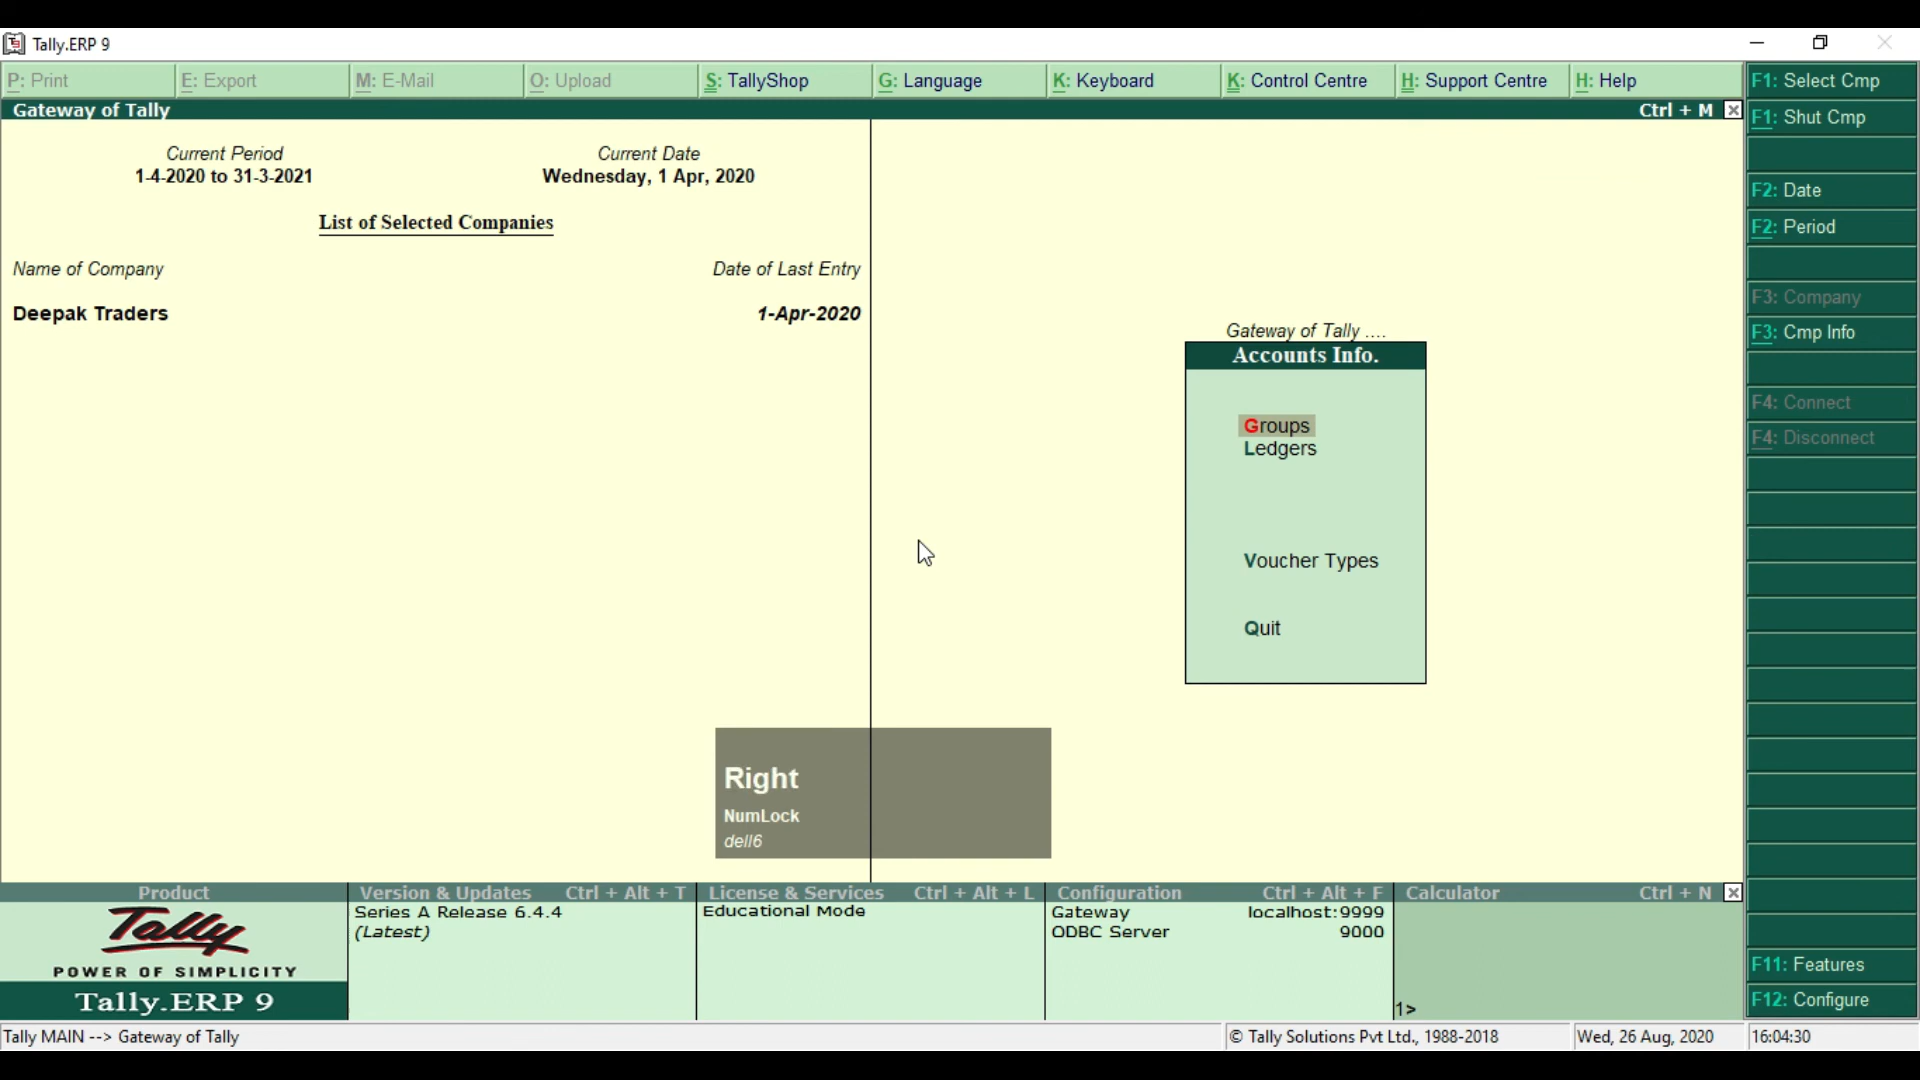 Tally.ERP 9
P: Print
E: Export
M: E-Mail
O: Upload
S: TallyShop
G: Language
K: Keyboard
K: Control Centre
H: Support Centre
H: Help
Gateway of Tally
Ctrl + M
Current Period
Current Date
1-4-2020 to 31-3-2021
Wednesday, 1 Apr, 2020
List of Selected Companies
Name of Company
Date of Last Entry
Deepak Traders
1-Apr-2020
Gateway of Tally ....
Accounts Info.
Groups
Ledgers
Voucher Types
Quit
Right
NumLock
dell6
F1: Select Cmp
F1: Shut Cmp
F2: Date
F2: Period
F3: Company
F3: Cmp Info
F4: Connect
F4: Disconnect
F11: Features
F12: Configure
Product
Tally
POWER OF SIMPLICITY
Tally.ERP 9
Version & Updates Ctrl + Alt + T
Series A Release 6.4.4
(Latest)
License & Services Ctrl + Alt + L
Educational Mode
Configuration Ctrl + Alt + F
Gateway localhost:9999
ODBC Server 9000
Calculator Ctrl + N
1>
Tally MAIN --> Gateway of Tally
© Tally Solutions Pvt Ltd., 1988-2018
Wed, 26 Aug, 2020
16:04:30